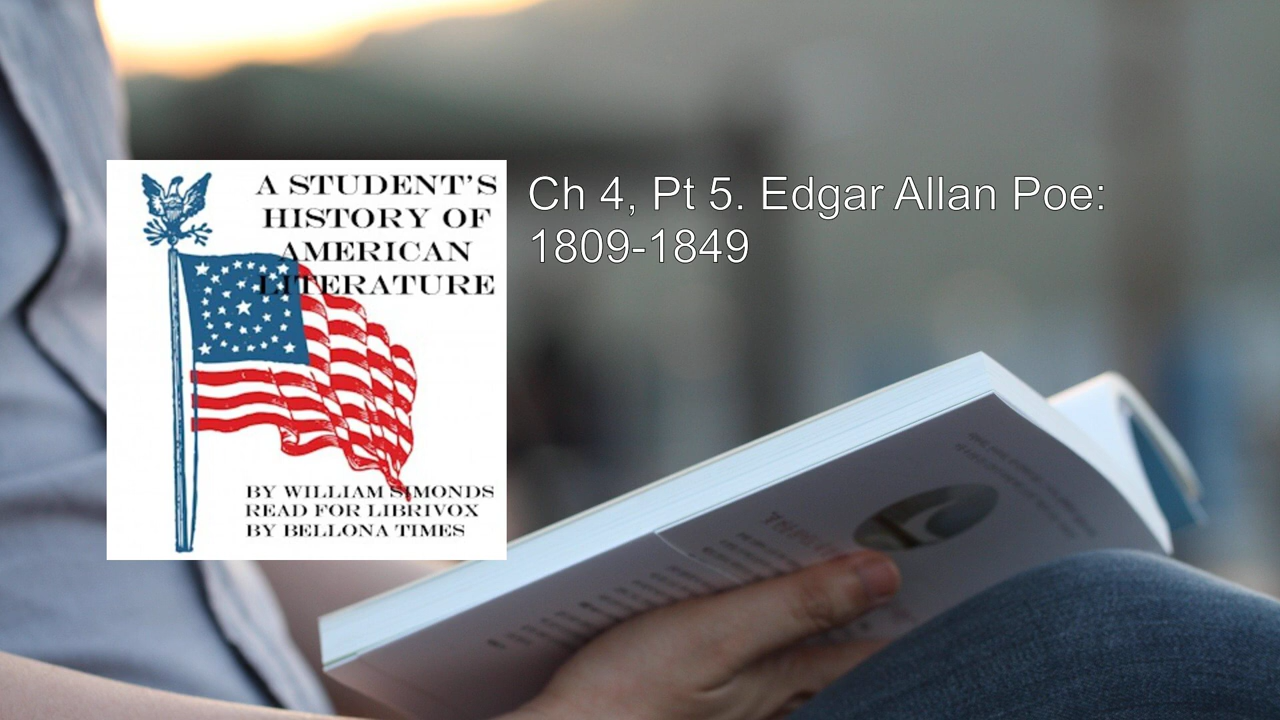 A STUDENT'S
HISTORY OF
AMERICAN
LITERATURE
BY WILLIAM SIMONDS
READ FOR LIBRIVOX
BY BELLONA TIMES
Ch 4, Pt 5. Edgar Allan Poe:
1809-1849